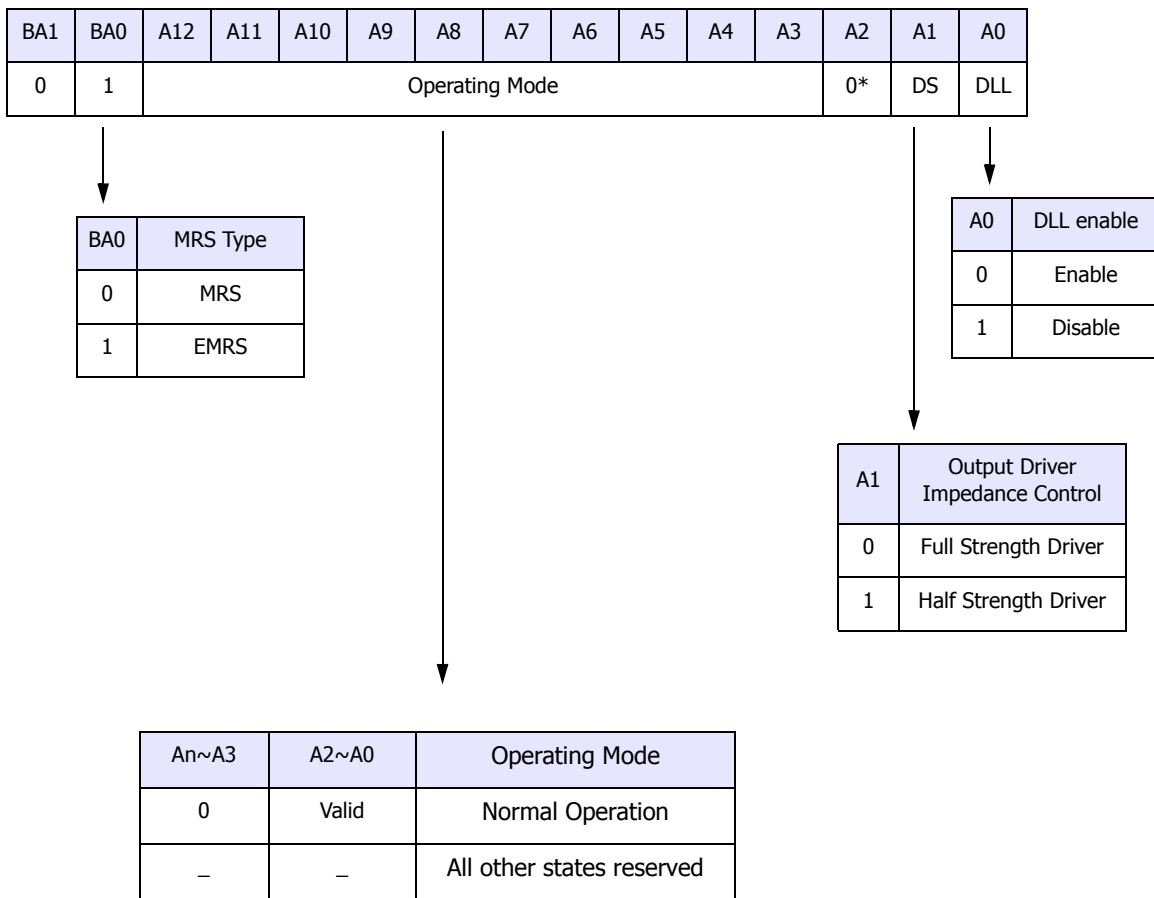 BA1 BA0 A12 A11 A10 A9 A8 A7 A6 A5 A4 A3 A2 A1 A0
0 1 Operating Mode 0* DS DLL
BA0 MRS Type
0 MRS
1 EMRS
A0 DLL enable
0 Enable
1 Disable
A1 Output Driver
Impedance Control
0 Full Strength Driver
1 Half Strength Driver
An~A3 A2~A0 Operating Mode
0 Valid Normal Operation
_ _ All other states reserved